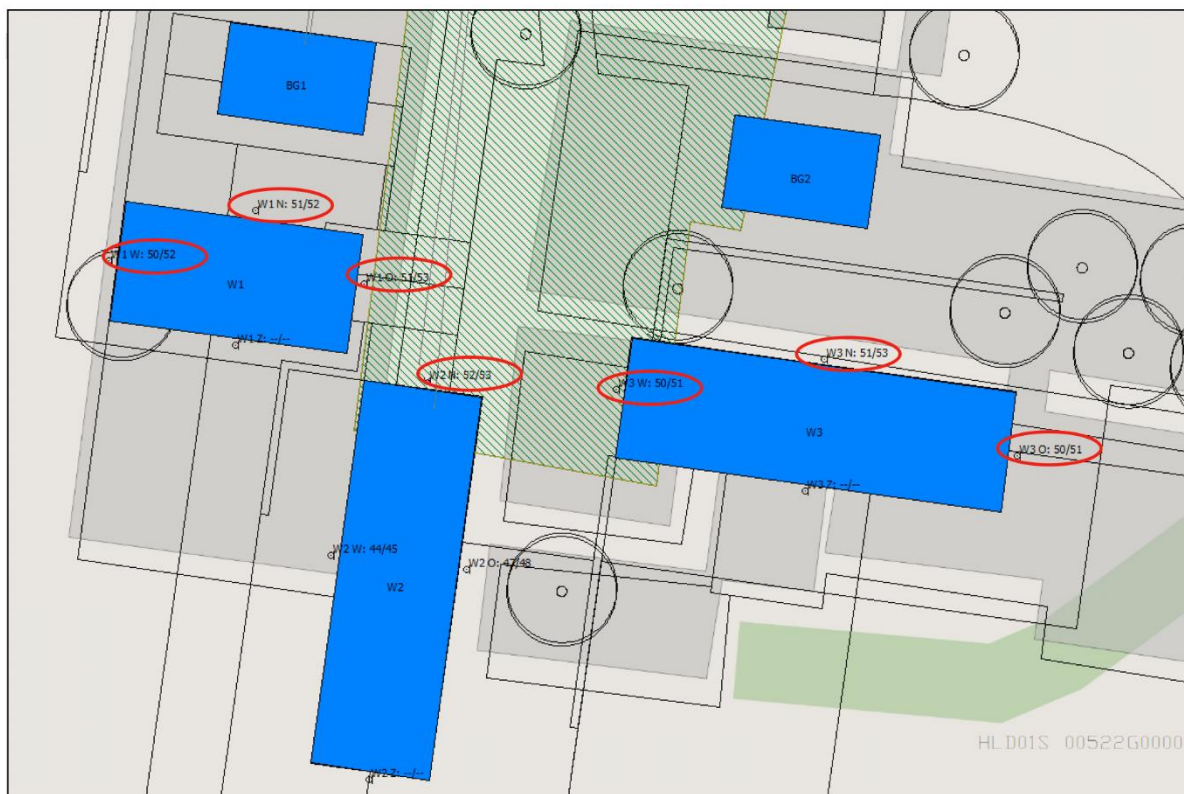 BG1
BG2
W1 N: 51/52
W1 W: 50/52
W1 O: 51/53
W1
W1 Z: --/--
W2 N: 52/53
W3 N: 51/53
W3 W: 50/51
W3
W3 O: 50/51
W3 Z: --/--
W2 W: 44/45
W2 O: 47/48
W2
W2 Z: --/--
HLD01S 00522G0000